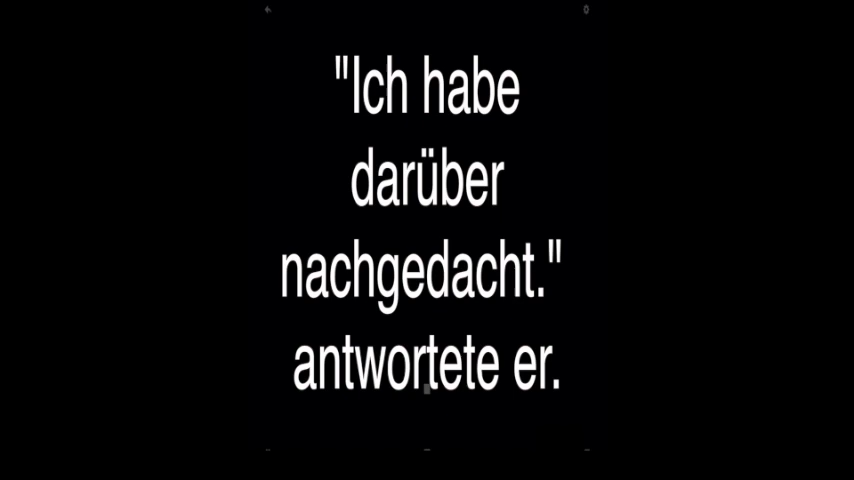 "Ich habe
darüber
nachgedacht."
antwortete er.